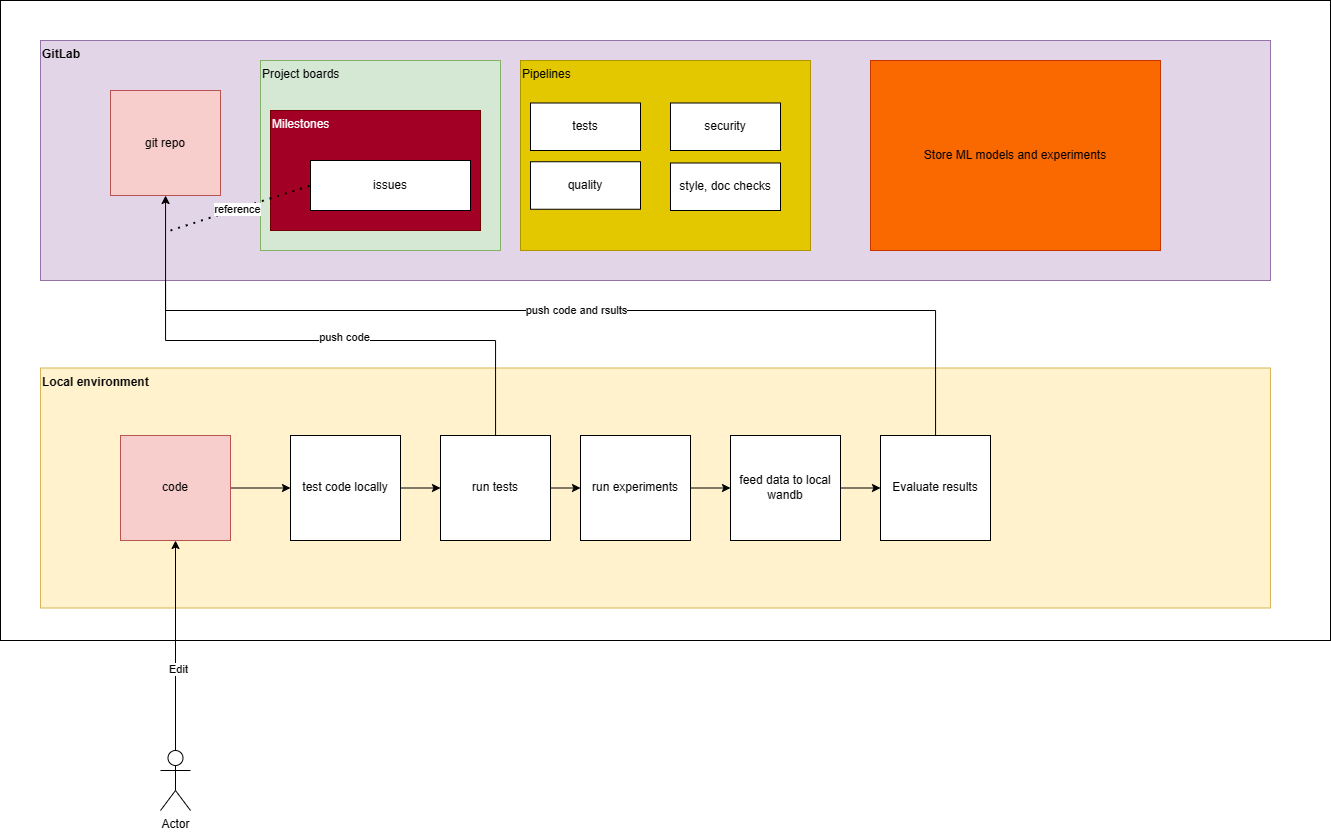 GitLab
Project boards
Pipelines
Milestones
git repo
tests
security
Store ML models and experiments
issues
quality
style, doc checks
reference
push code and rsults
push code
Local environment
code
test code locally
run tests
run experiments
feed data to local
wandb
Evaluate results
Edit
Actor